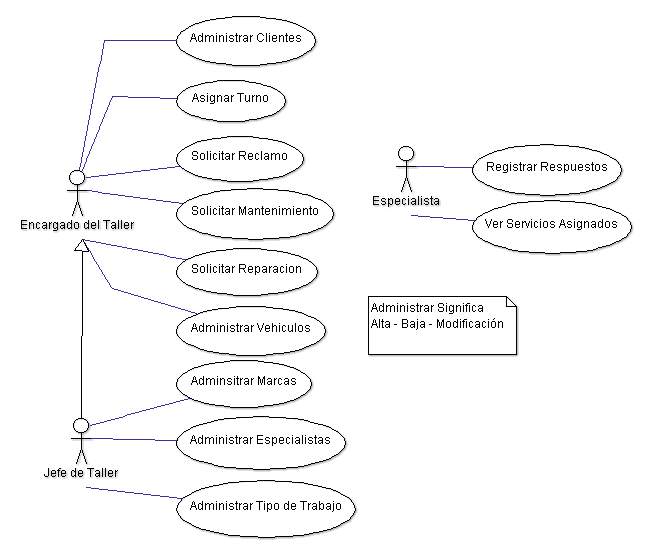 Administrar Clientes
Asignar Turno
Solicitar Reclamo
Solicitar Mantenimiento
Encargado del Taller
Solicitar Reparacion
Administrar Vehiculos
Adminsitrar Marcas
Administrar Especialistas
Jefe de Taller
Administrar Tipo de Trabajo
Registrar Respuestos
Especialista
Ver Servicios Asignados
Administrar Significa
Alta - Baja - Modificación